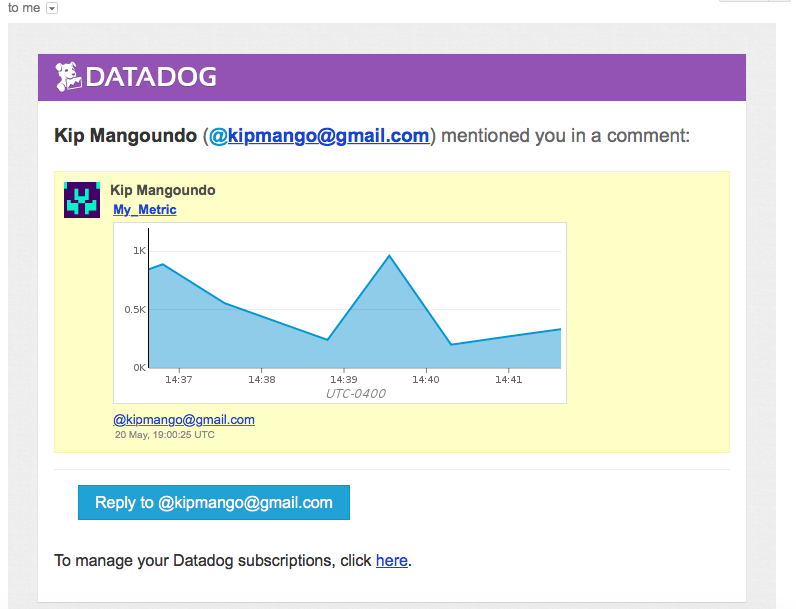 to me
DATADOG
Kip Mangoundo (@kipmango@gmail.com) mentioned you in a comment:
Kip Mangoundo
My_Metric
1K
0.5K
0K
14:37 14:38 14:39 14:40 14:41
UTC-0400
@kipmango@gmail.com
20 May, 19:00:25 UTC
Reply to @kipmango@gmail.com
To manage your Datadog subscriptions, click here.